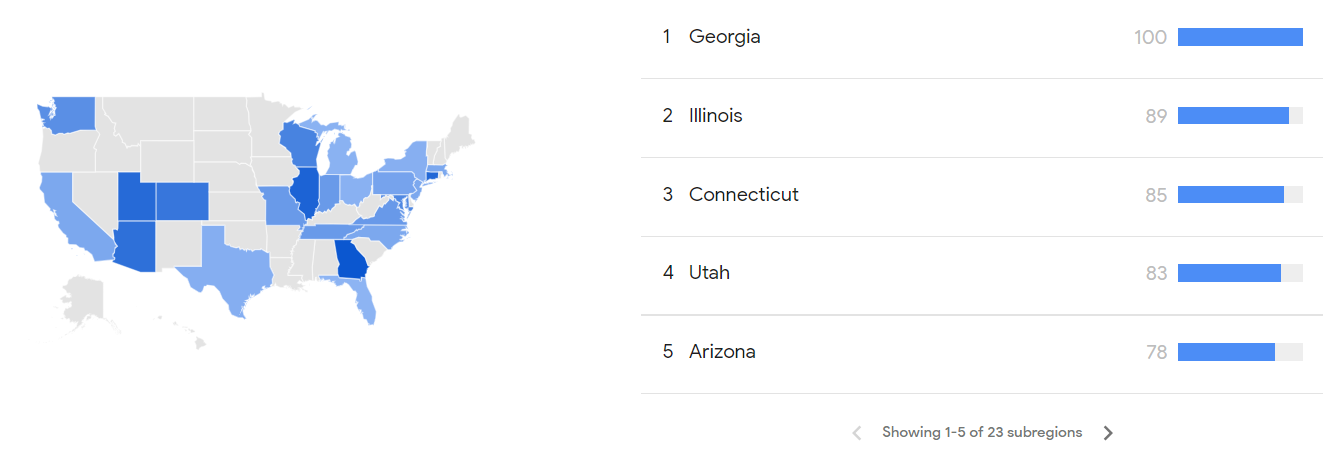 1 Georgia 100
2 Illinois 89
3 Connecticut 85
4 Utah 83
5 Arizona 78
Showing 1-5 of 23 subregions